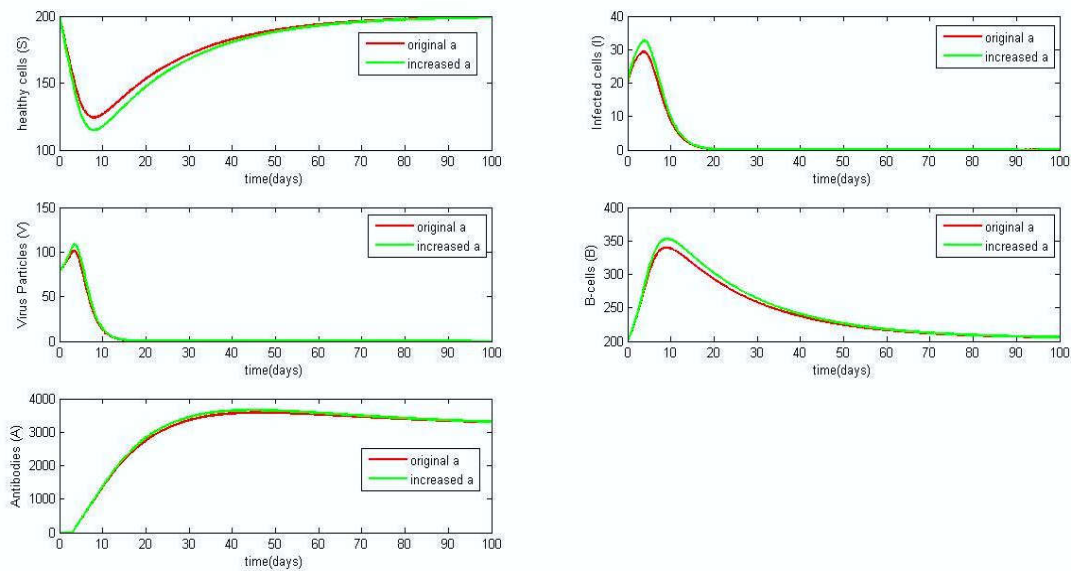 healthy cells (S)
200
150
100
0 10 20 30 40 50 60 70 80 90 100
time(days)
original a
increased a
Infected cells (I)
40
30
20
10
0
0 10 20 30 40 50 60 70 80 90 100
time(days)
original a
increased a
Virus Particles (V)
150
100
50
0
0 10 20 30 40 50 60 70 80 90 100
time(days)
original a
increased a
B-cells (B)
400
350
300
250
200
0 10 20 30 40 50 60 70 80 90 100
time(days)
original a
increased a
Antibodies (A)
4000
3000
2000
1000
0
0 10 20 30 40 50 60 70 80 90 100
time(days)
original a
increased a